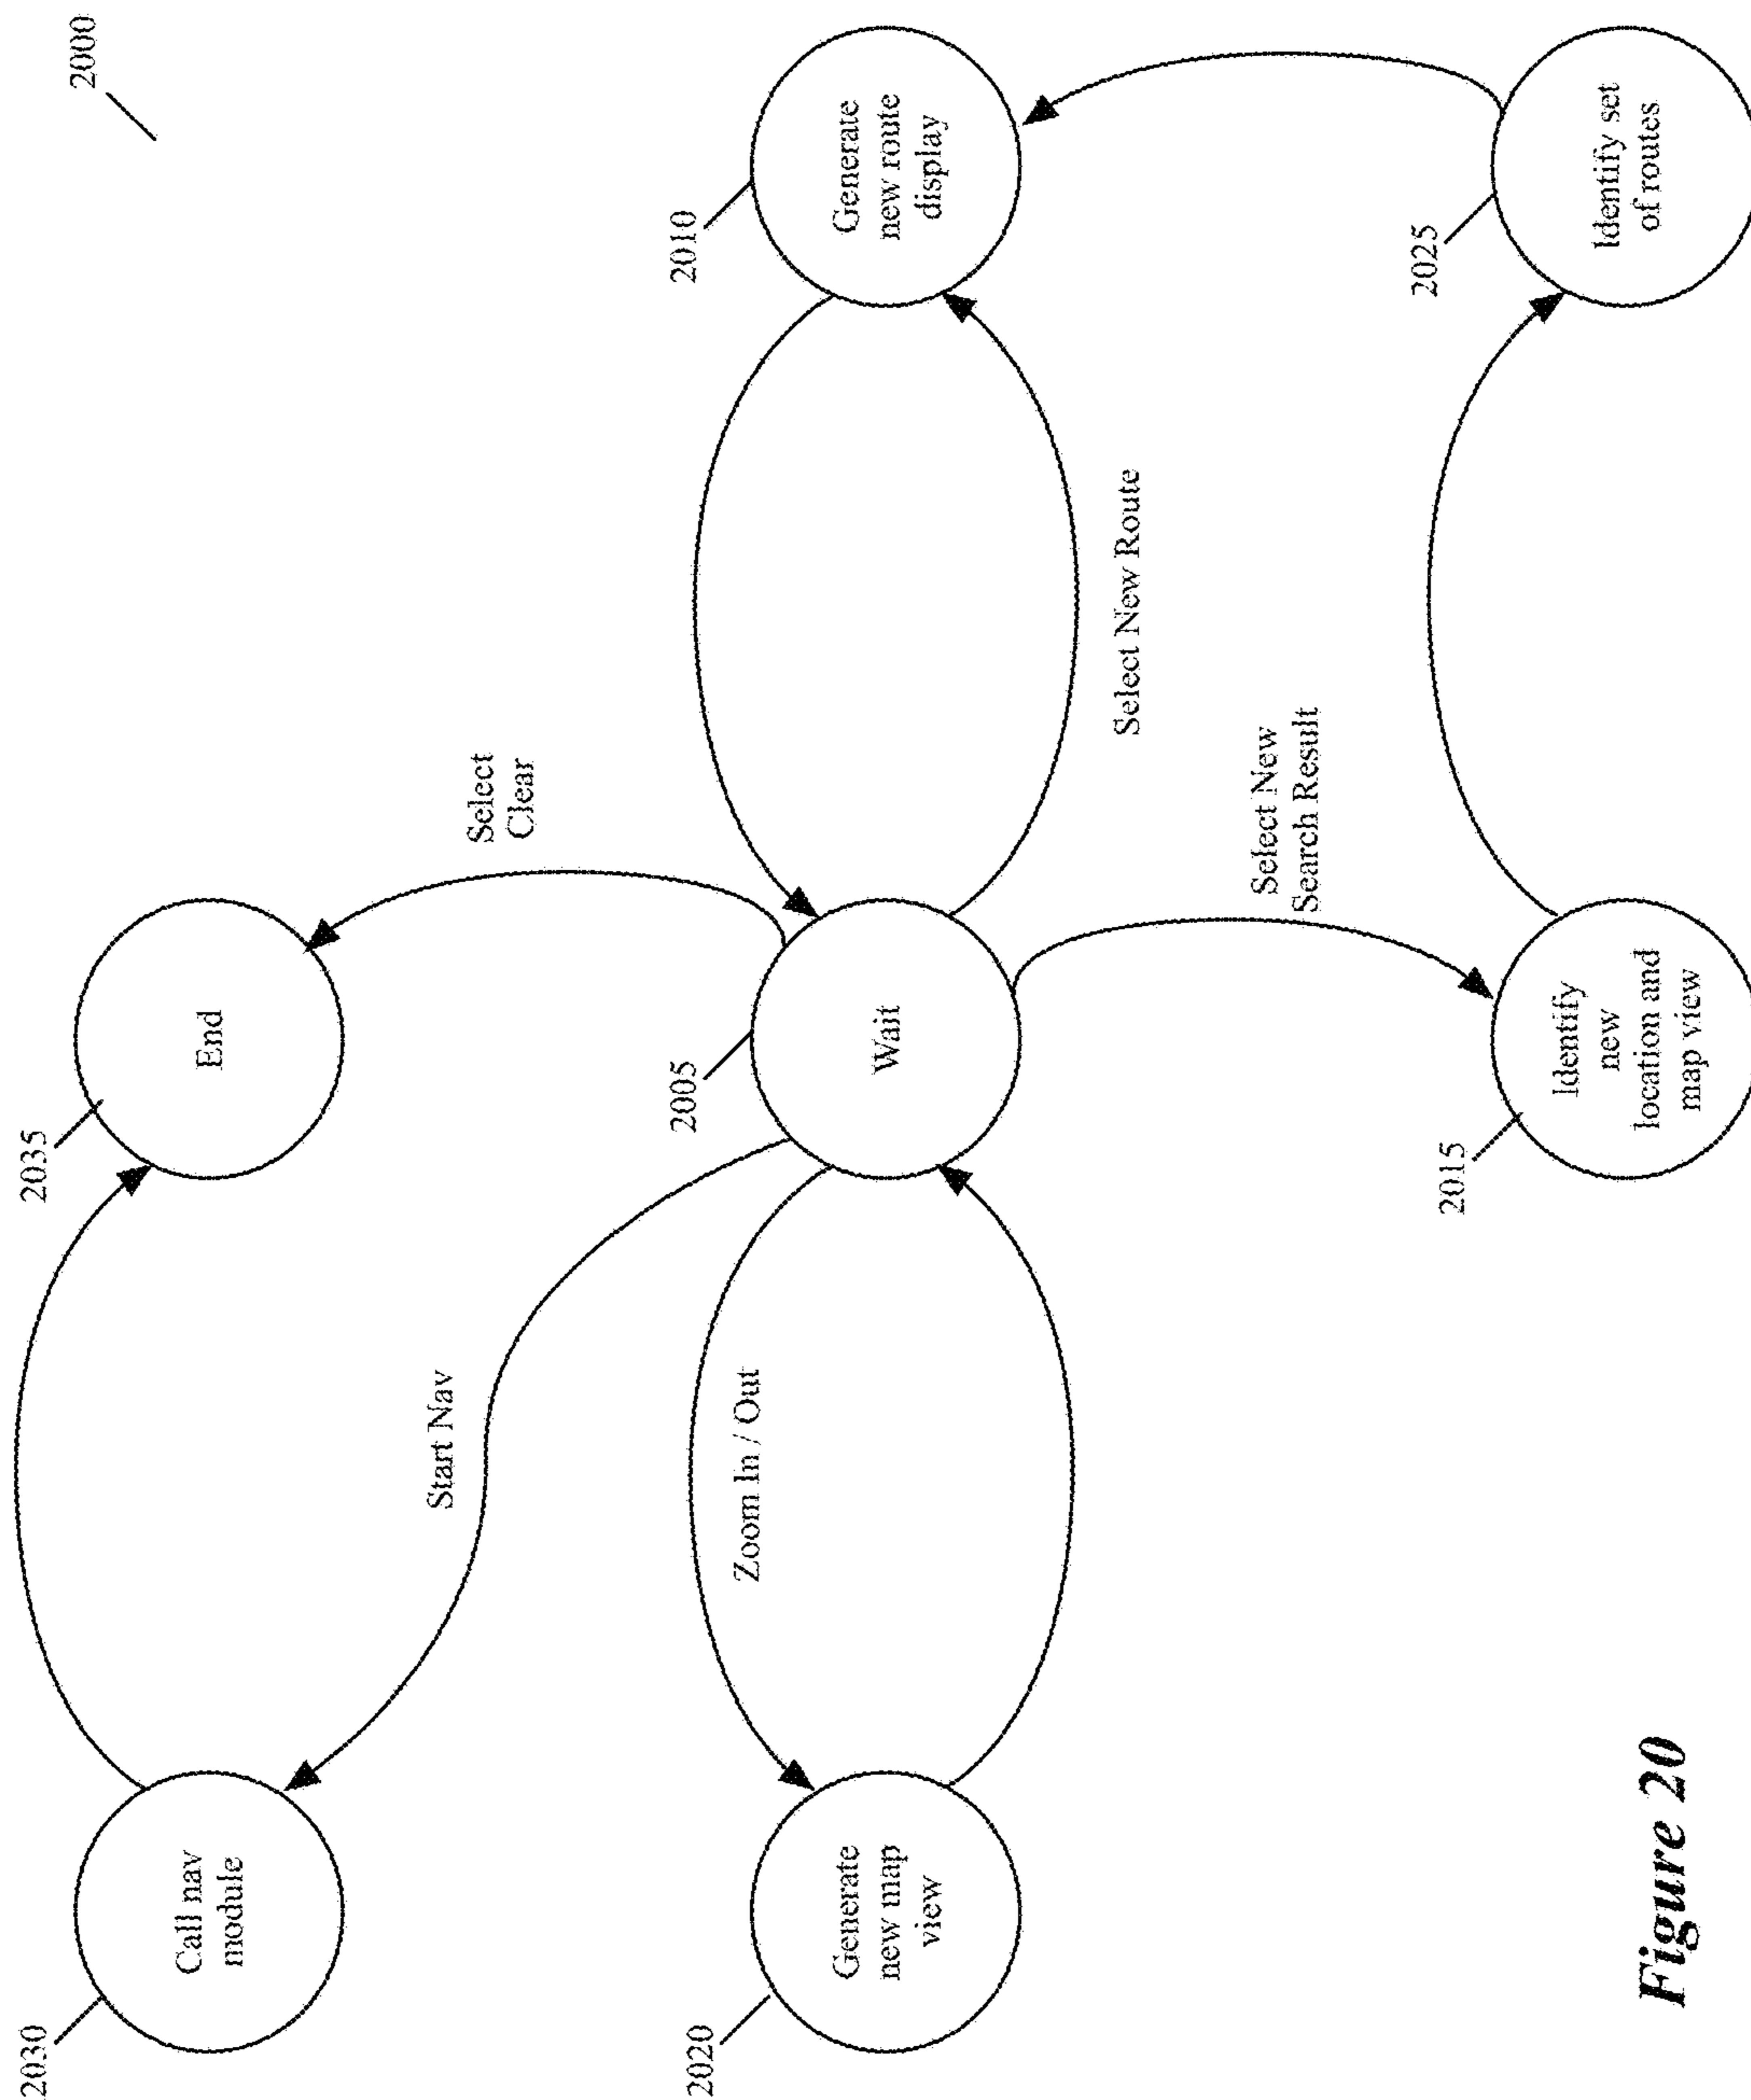 2000
2030
Call nav
module
2035
End
Start Nav
Select
Clear
2020
Generate
new map
view
Zoom In / Out
2005
Wait
2010
Generate
new route
display
Select New Route
Select New
Search Result
2015
Identify
new
location and
map view
2025
Identify set
of routes
Figure 20